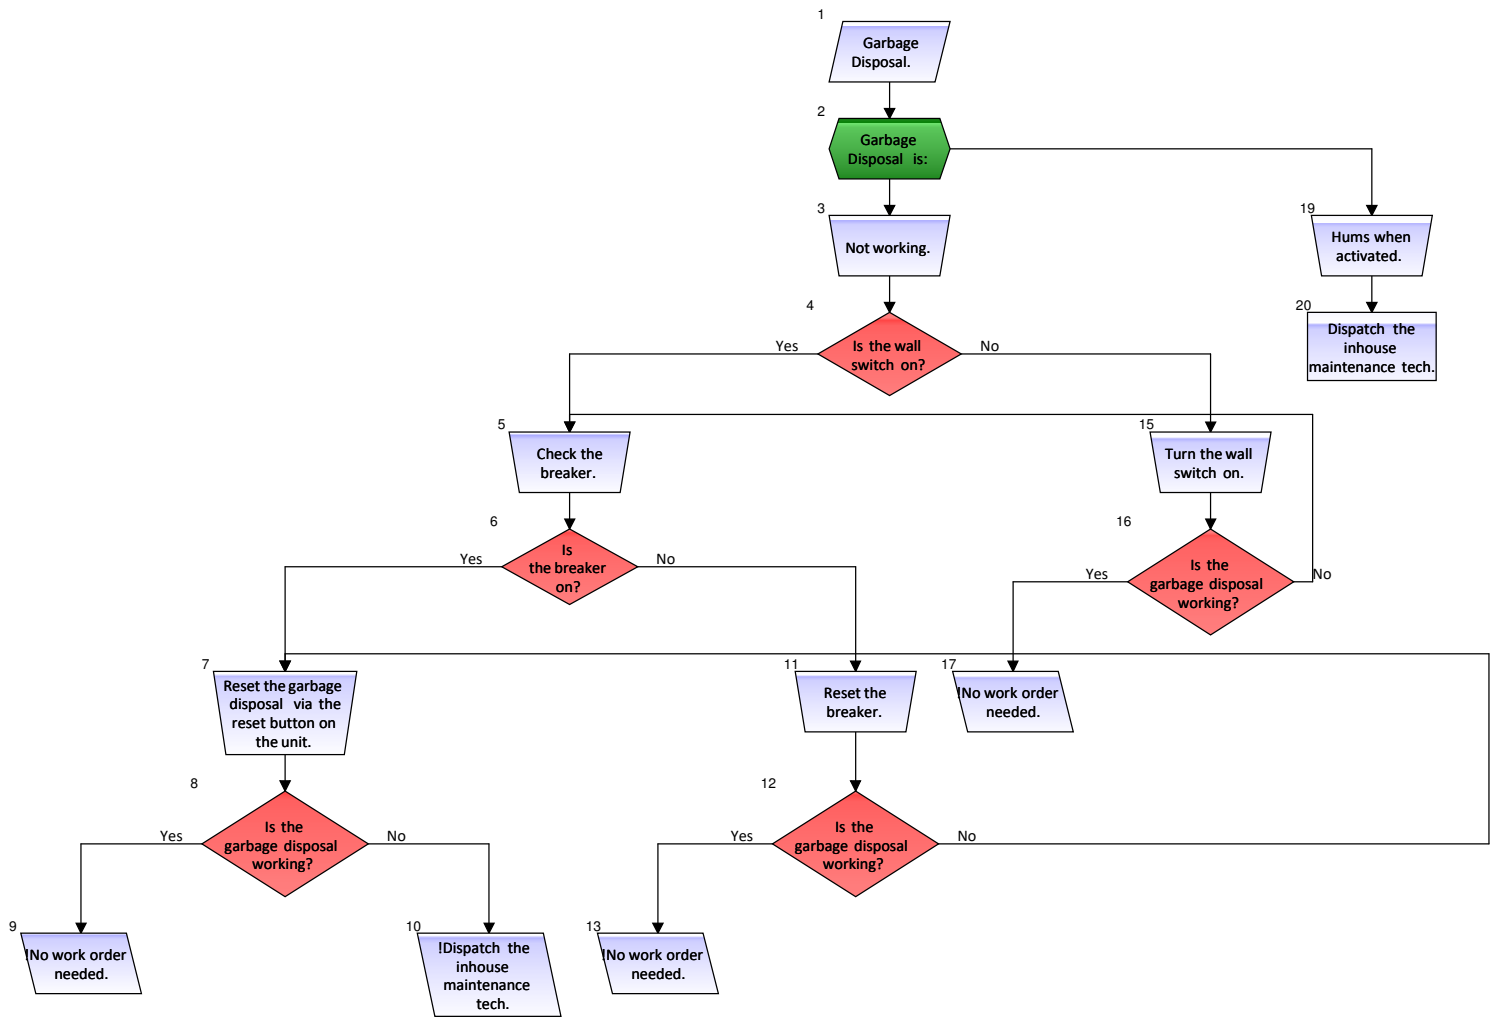 1
Garbage
Disposal.
2
Garbage
Disposal is:
3
Not working.
19
Hums when
activated.
4
Is the wall
switch on?
Yes
No
20
Dispatch the
inhouse
maintenance tech.
5
Check the
breaker.
15
Turn the wall
switch on.
6
Is
the breaker
on?
Yes
No
16
Is the
garbage disposal
working?
Yes
No
7
Reset the garbage
disposal via the
reset button on
the unit.
11
Reset the
breaker.
17
!No work order
needed.
8
Is the
garbage disposal
working?
Yes
No
12
Is the
garbage disposal
working?
Yes
No
9
!No work order
needed.
10
!Dispatch the
inhouse
maintenance
tech.
13
!No work order
needed.